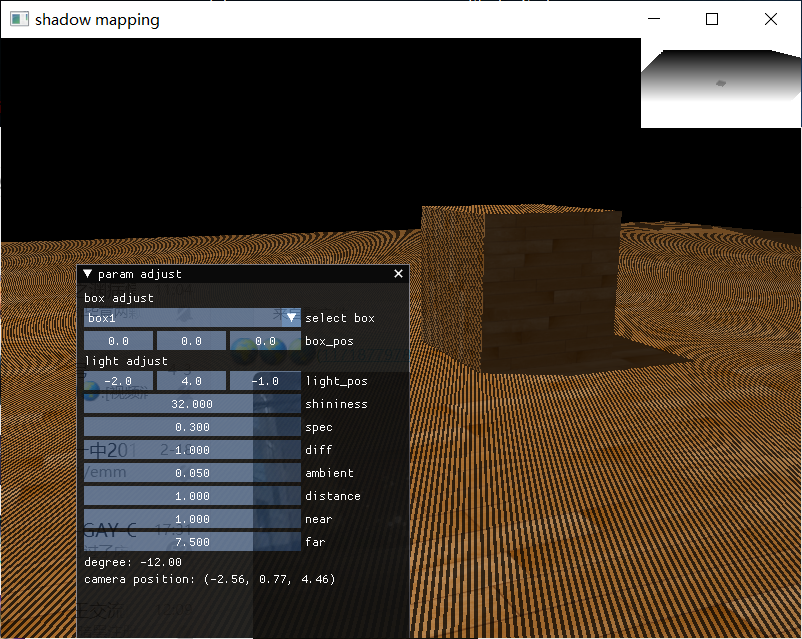 shadow mapping
param adjust
box adjust
box1 select box
0.0 0.0 0.0 box_pos
light adjust
-2.0 4.0 -1.0 light_pos
32.000 shininess
0.300 spec
1.000 diff
0.050 ambient
1.000 distance
1.000 near
7.500 far
degree: -12.00
camera position: (-2.56, 0.77, 4.46)